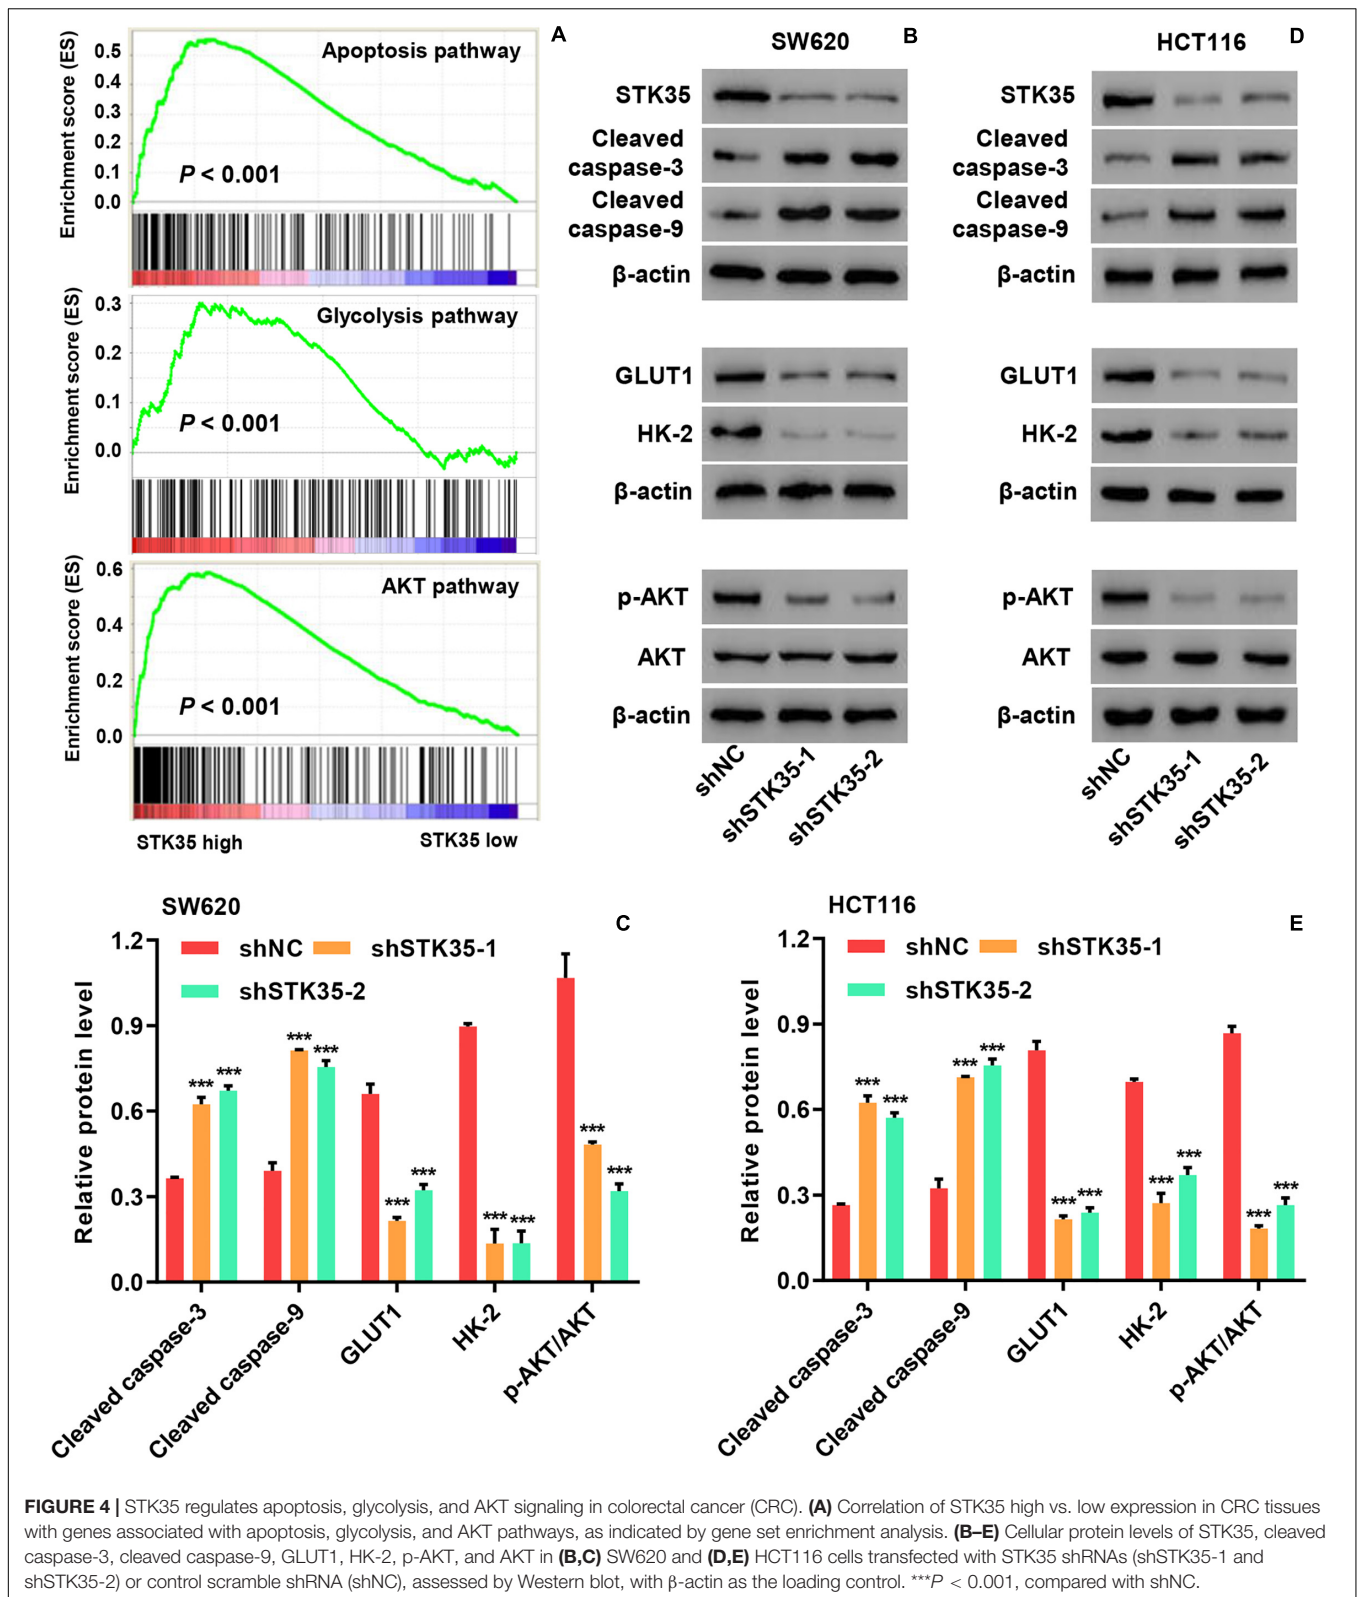 A
Enrichment score (ES)
Apoptosis pathway
0.5
0.4
0.3
0.2
0.1
0.0
P < 0.001
Enrichment score (ES)
Glycolysis pathway
0.3
0.2
0.1
0.0
P < 0.001
Enrichment score (ES)
AKT pathway
0.6
0.4
0.2
0.0
P < 0.001
STK35 high
STK35 low
SW620
B
STK35
Cleaved
caspase-3
Cleaved
caspase-9
β-actin
GLUT1
HK-2
β-actin
p-AKT
AKT
β-actin
shNC
shSTK35-1
shSTK35-2
HCT116
D
STK35
Cleaved
caspase-3
Cleaved
caspase-9
β-actin
GLUT1
HK-2
β-actin
p-AKT
AKT
β-actin
shNC
shSTK35-1
shSTK35-2
SW620
C
shNC
shSTK35-1
shSTK35-2
Relative protein level
1.2
0.9
0.6
0.3
0.0
*** ***
*** ***
*** ***
*** ***
*** ***
Cleaved caspase-3
Cleaved caspase-9
GLUT1
HK-2
p-AKT/AKT
HCT116
E
shNC
shSTK35-1
shSTK35-2
Relative protein level
1.2
0.9
0.6
0.3
0.0
*** ***
*** ***
*** ***
*** ***
*** ***
Cleaved caspase-3
Cleaved caspase-9
GLUT1
HK-2
p-AKT/AKT
FIGURE 4 | STK35 regulates apoptosis, glycolysis, and AKT signaling in colorectal cancer (CRC). (A) Correlation of STK35 high vs. low expression in CRC tissues
with genes associated with apoptosis, glycolysis, and AKT pathways, as indicated by gene set enrichment analysis. (B–E) Cellular protein levels of STK35, cleaved
caspase-3, cleaved caspase-9, GLUT1, HK-2, p-AKT, and AKT in (B,C) SW620 and (D,E) HCT116 cells transfected with STK35 shRNAs (shSTK35-1 and
shSTK35-2) or control scramble shRNA (shNC), assessed by Western blot, with β-actin as the loading control. ***P < 0.001, compared with shNC.